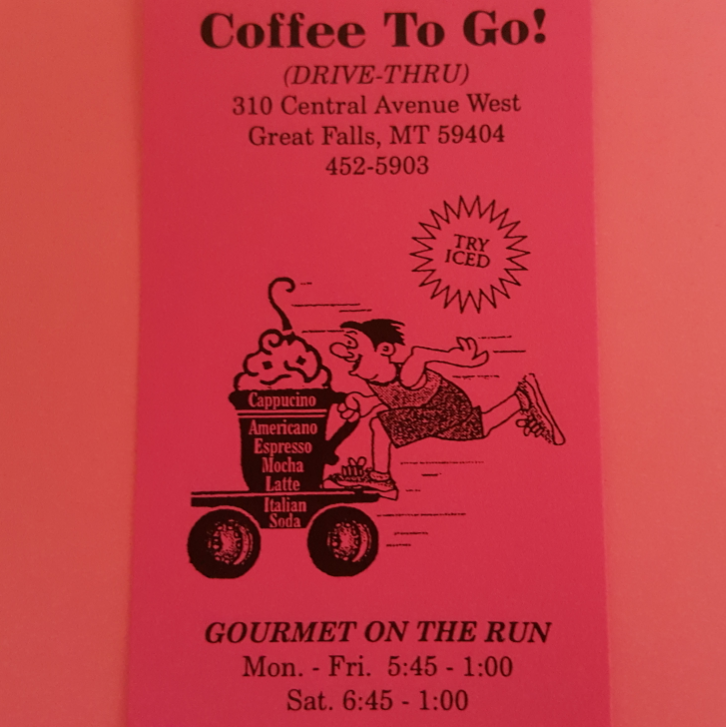 Coffee To Go!
(DRIVE-THRU)
310 Central Avenue West
Great Falls, MT 59404
452-5903
TRY
ICED
Cappucino
Americano
Espresso
Mocha
Latte
Italian
Soda
GOURMET ON THE RUN
Mon. - Fri. 5:45 - 1:00
Sat. 6:45 - 1:00